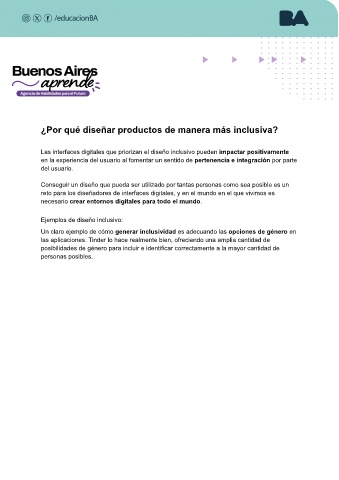 /educacionBA
BA
Buenos Aires
aprende
Agencia de Habilidades para el Futuro
¿Por qué diseñar productos de manera más inclusiva?
Las interfaces digitales que priorizan el diseño inclusivo pueden impactar positivamente
en la experiencia del usuario al fomentar un sentido de pertenencia e integración por parte
del usuario.
Conseguir un diseño que pueda ser utilizado por tantas personas como sea posible es un
reto para los diseñadores de interfaces digitales, y en el mundo en el que vivimos es
necesario crear entornos digitales para todo el mundo.
Ejemplos de diseño inclusivo:
Un claro ejemplo de cómo generar inclusividad es adecuando las opciones de género en
las aplicaciones. Tinder lo hace realmente bien, ofreciendo una amplia cantidad de
posibilidades de género para incluir e identificar correctamente a la mayor cantidad de
personas posibles.